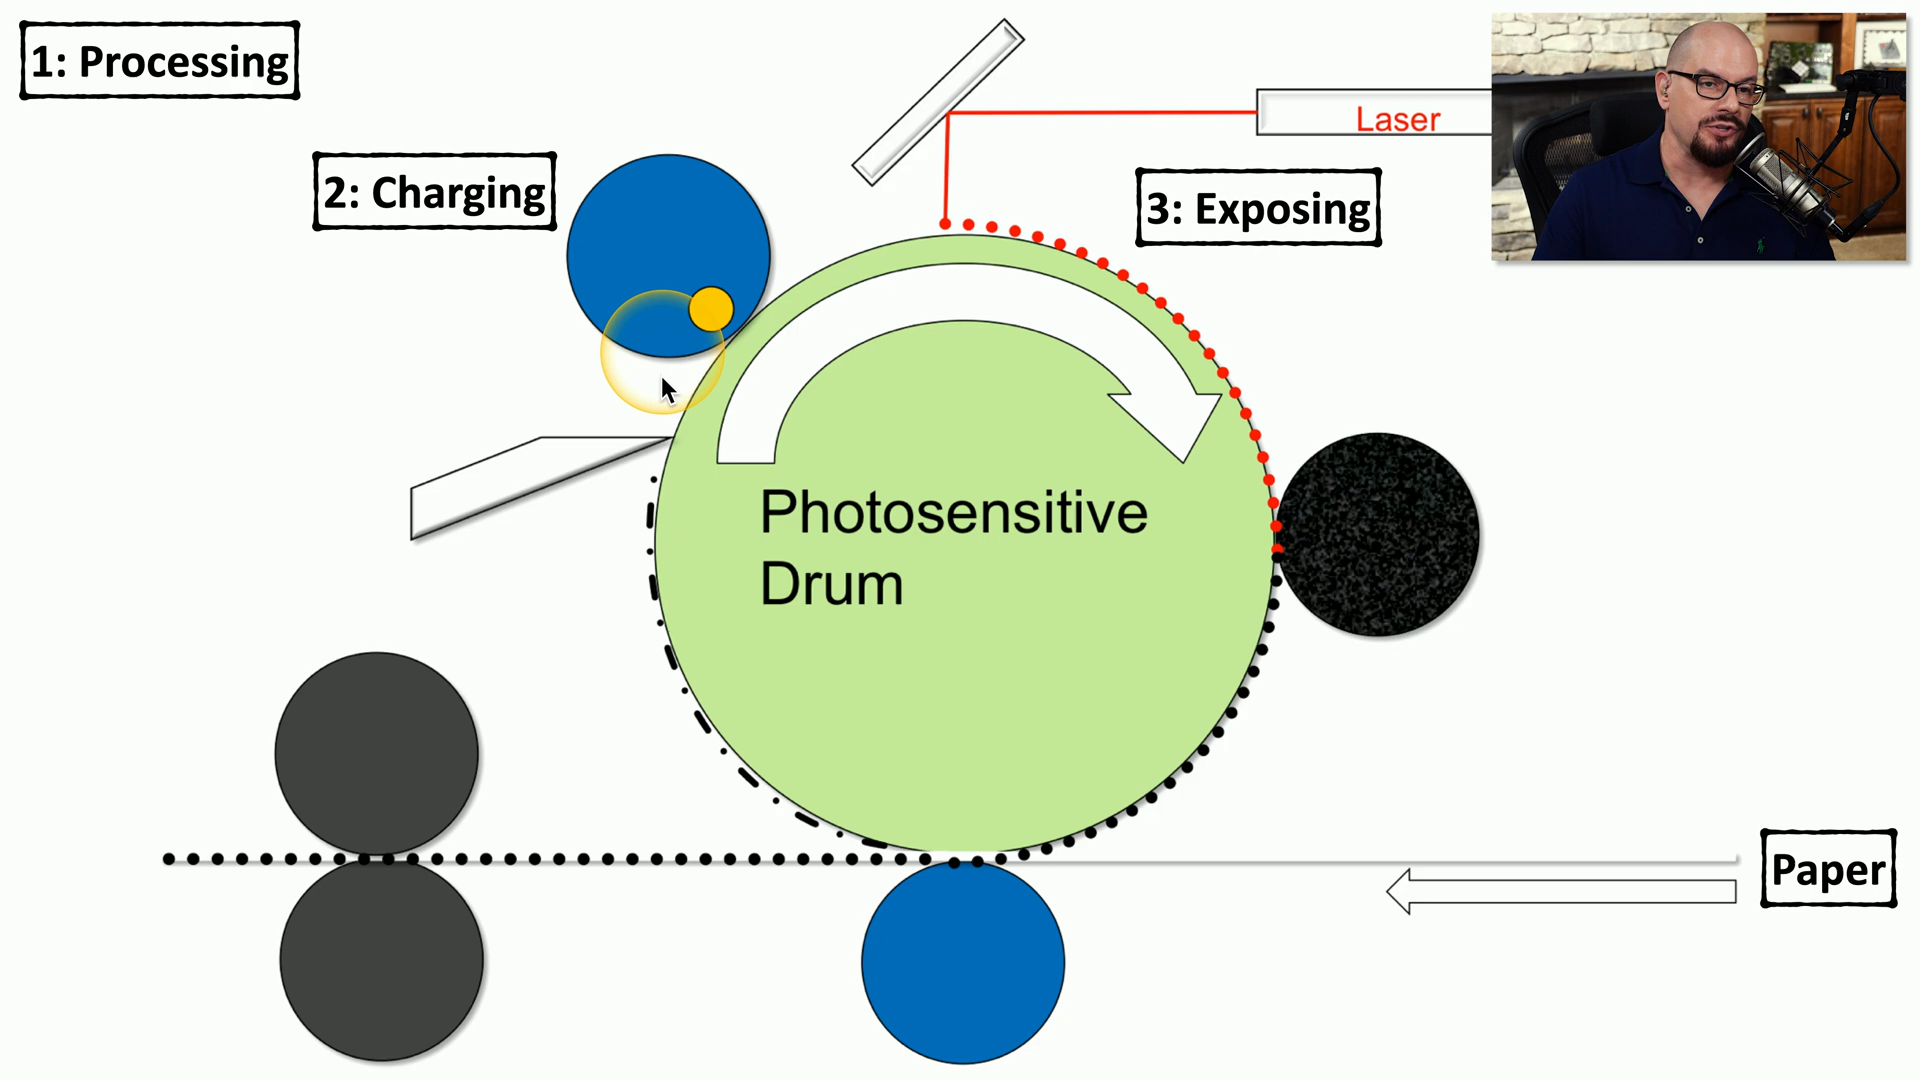 1: Processing
Laser
2: Charging
3: Exposing
Photosensitive
Drum
Paper